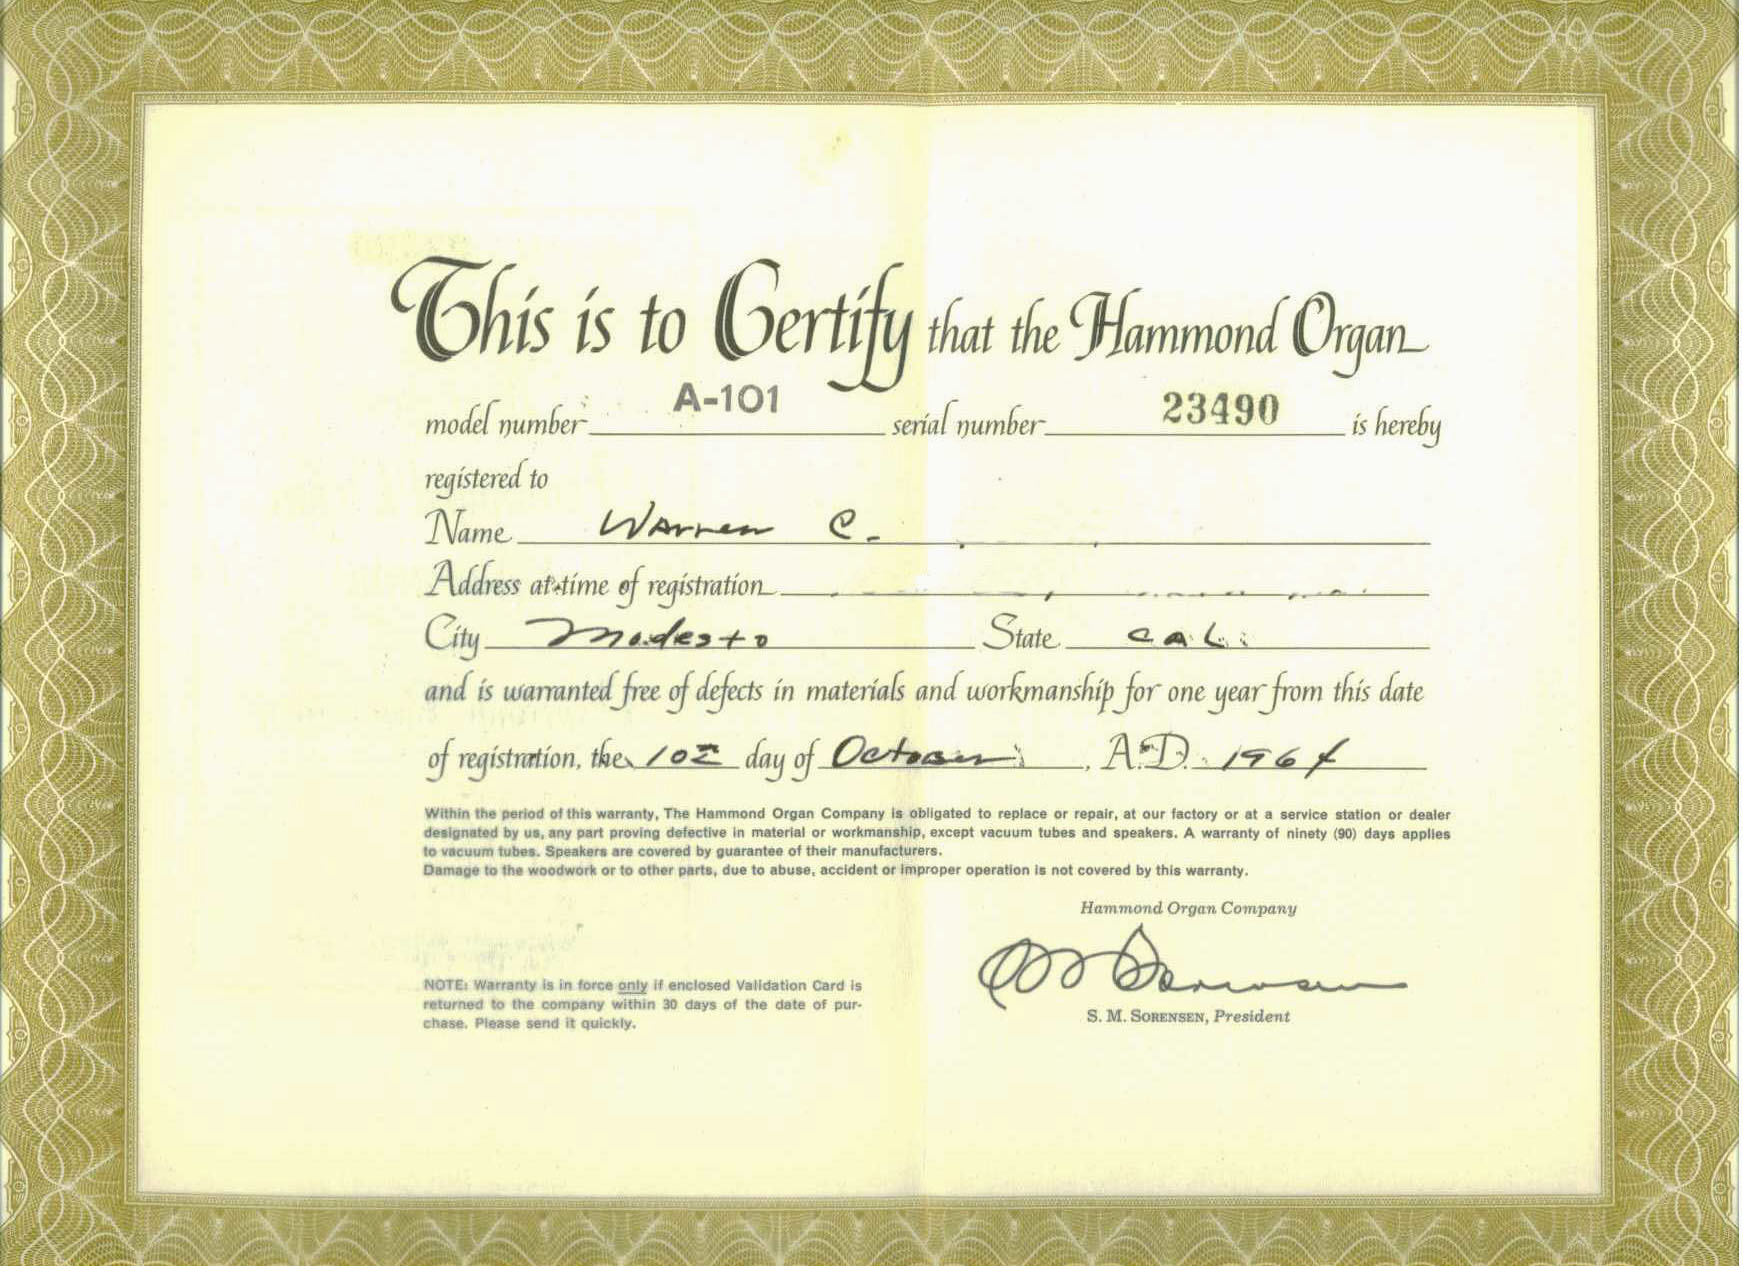 This is to Certify that the Hammond Organ
model number A-101 serial number 23490 is hereby
registered to
Name Warren C.
Address at time of registration
City Modesto State CAL.
and is warranted free of defects in materials and workmanship for one year from this date
of registration, the 10th day of October, A.D. 1964
Within the period of this warranty, The Hammond Organ Company is obligated to replace or repair, at our factory or at a service station or dealer
designated by us, any part proving defective in material or workmanship, except vacuum tubes and speakers. A warranty of ninety (90) days applies
to vacuum tubes. Speakers are covered by guarantee of their manufacturers.
Damage to the woodwork or to other parts, due to abuse, accident or improper operation is not covered by this warranty.
Hammond Organ Company
S M Sorensen
S. M. SORENSEN, President
NOTE: Warranty is in force only if enclosed Validation Card is
returned to the company within 30 days of the date of pur-
chase. Please send it quickly.